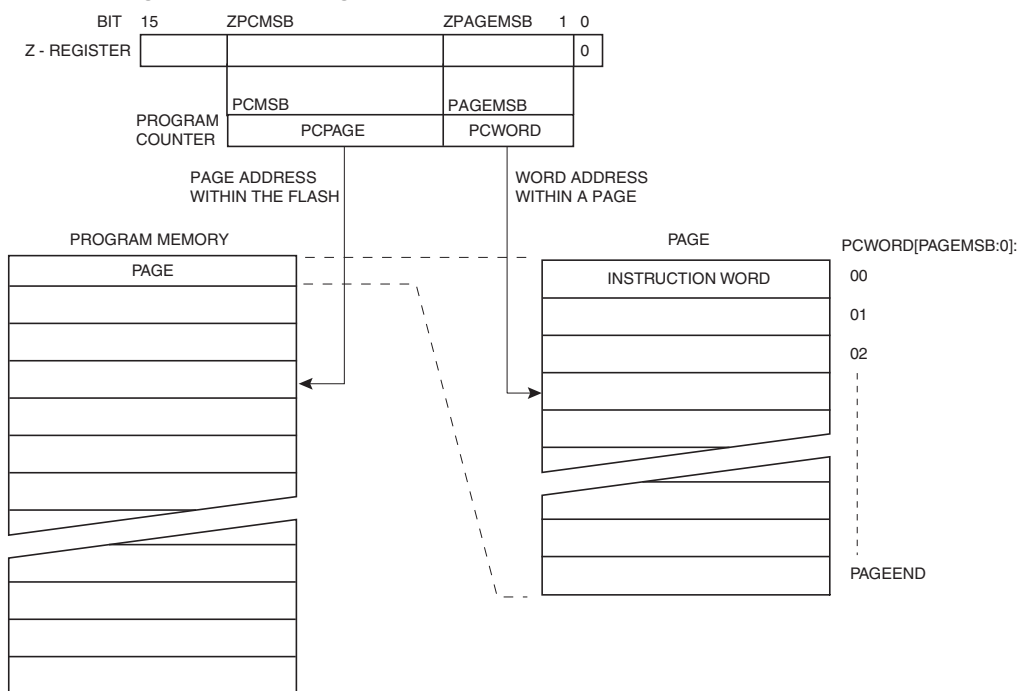 BIT 15 ZPCMSB ZPAGEMSB 1 0
Z - REGISTER 0
PCMSB PAGEMSB
PROGRAM
COUNTER
PCPAGE PCWORD
PAGE ADDRESS
WITHIN THE FLASH
WORD ADDRESS
WITHIN A PAGE
PROGRAM MEMORY
PAGE
PAGE
INSTRUCTION WORD
PCWORD[PAGEMSB:0]:
00
01
02
PAGEEND